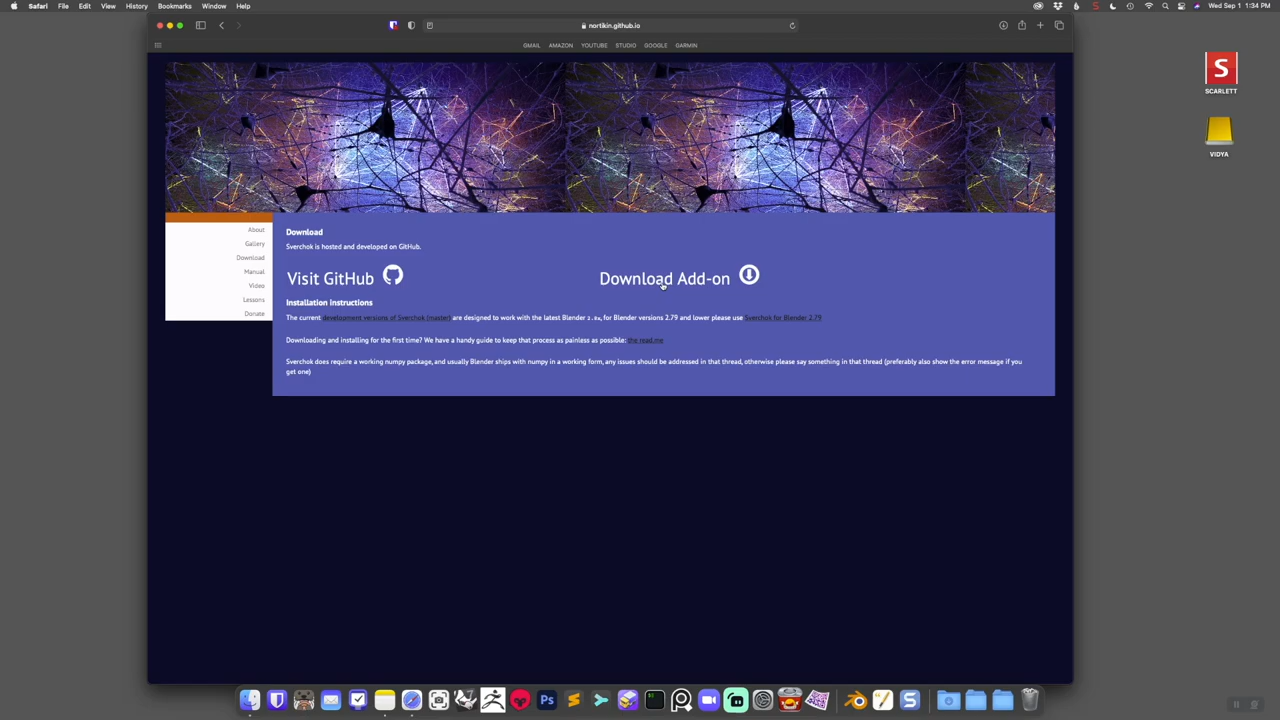 Safari File Edit View History Bookmarks Window Help
Wed Sep 1 1:34 PM
nortikin.github.io
GMAIL AMAZON YOUTUBE STUDIO GOOGLE GARMIN
S
SCARLETT
VIDYA
About
Gallery
Download
Manual
Video
Lessons
Donate
Download
Sverchok is hosted and developed on GitHub.
Visit GitHub
Download Add-on
Installation Instructions
The current development versions of Sverchok (master) are designed to work with the latest Blender 2.8x, for Blender versions 2.79 and lower please use Sverchok for Blender 2.79
Downloading and installing for the first time? We have a handy guide to keep that process as painless as possible: the read.me
Sverchok does require a working numpy package, and usually Blender ships with numpy in a working form, any issues should be addressed in that thread, otherwise please say something in that thread (preferably also show the error message if you
get one)
Ps
S